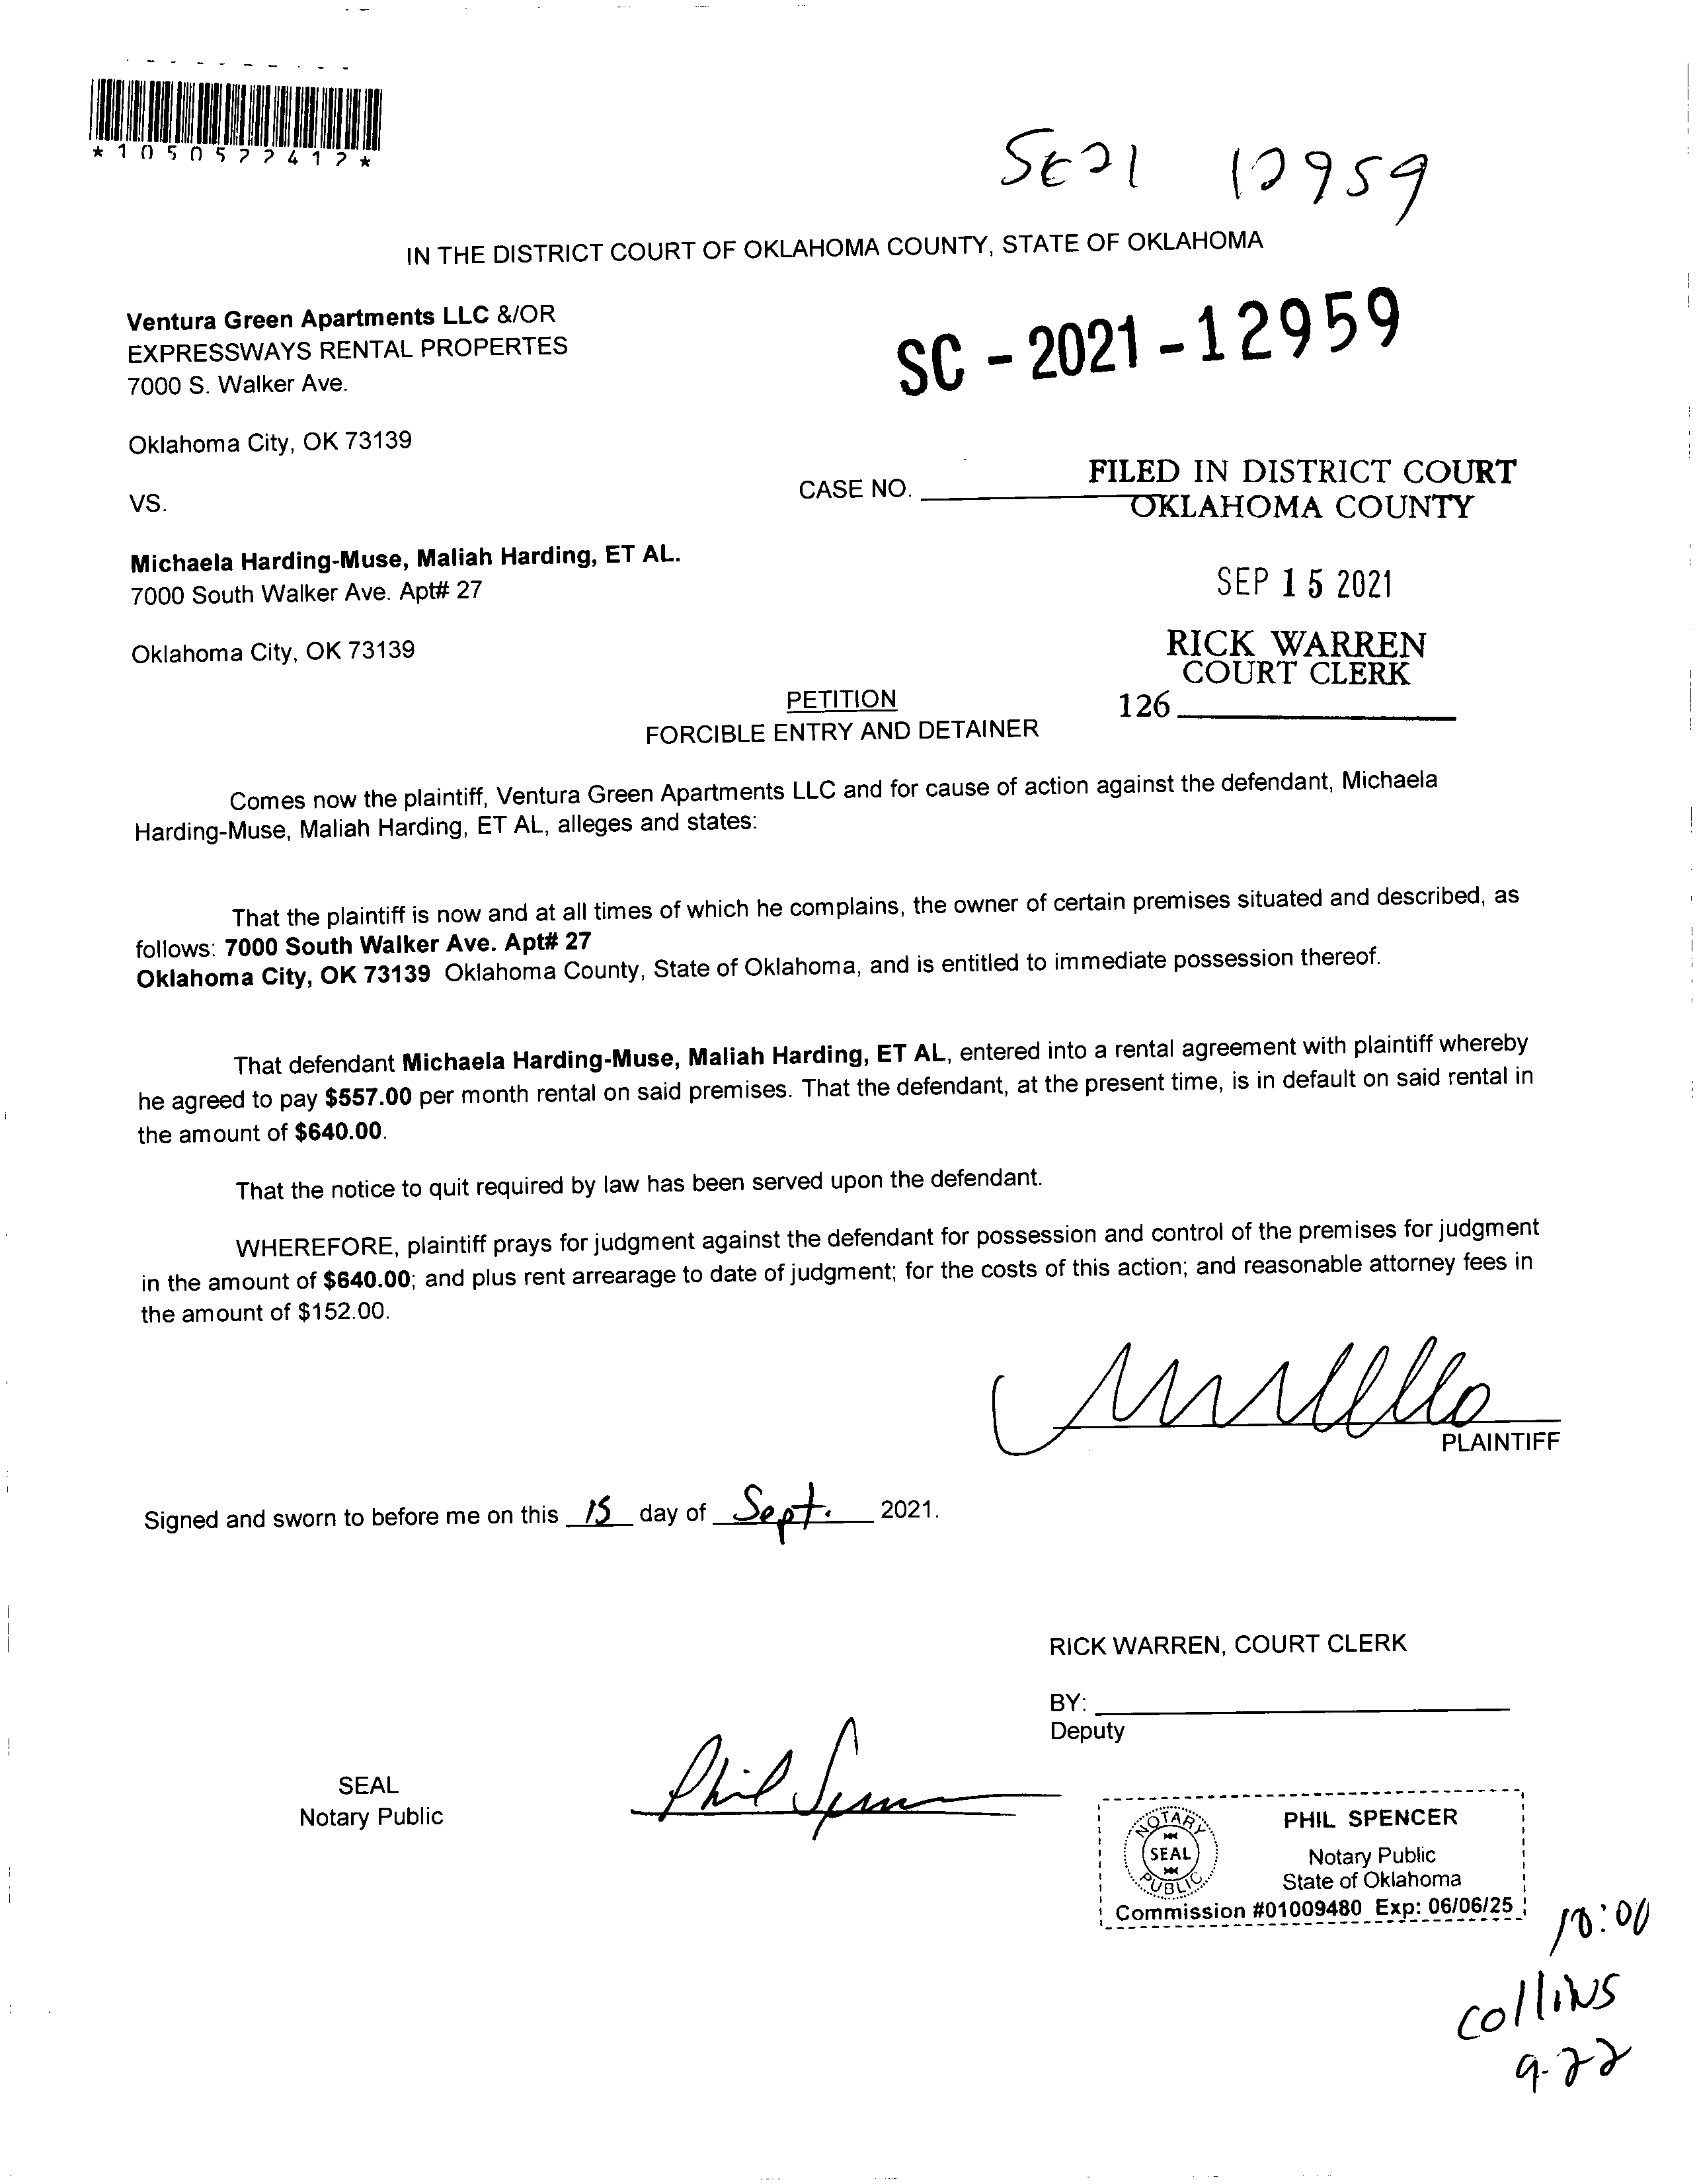 *1050522412*
SC21 12959
IN THE DISTRICT COURT OF OKLAHOMA COUNTY, STATE OF OKLAHOMA
Ventura Green Apartments LLC &/OR
EXPRESSWAYS RENTAL PROPERTES
7000 S. Walker Ave.
SC - 2021 - 12959
Oklahoma City, OK 73139
VS.
CASE NO.
FILED IN DISTRICT COURT
OKLAHOMA COUNTY
Michaela Harding-Muse, Maliah Harding, ET AL.
7000 South Walker Ave. Apt# 27
SEP 15 2021
Oklahoma City, OK 73139
RICK WARREN
COURT CLERK
126
PETITION
FORCIBLE ENTRY AND DETAINER
Comes now the plaintiff, Ventura Green Apartments LLC and for cause of action against the defendant, Michaela
Harding-Muse, Maliah Harding, ET AL, alleges and states:
That the plaintiff is now and at all times of which he complains, the owner of certain premises situated and described, as
follows: 7000 South Walker Ave. Apt# 27
Oklahoma City, OK 73139 Oklahoma County, State of Oklahoma, and is entitled to immediate possession thereof.
That defendant Michaela Harding-Muse, Maliah Harding, ET AL, entered into a rental agreement with plaintiff whereby
he agreed to pay $557.00 per month rental on said premises. That the defendant, at the present time, is in default on said rental in
the amount of $640.00.
That the notice to quit required by law has been served upon the defendant.
WHEREFORE, plaintiff prays for judgment against the defendant for possession and control of the premises for judgment
in the amount of $640.00; and plus rent arrearage to date of judgment; for the costs of this action; and reasonable attorney fees in
the amount of $152.00.
PLAINTIFF
Signed and sworn to before me on this 15 day of Sept. 2021.
RICK WARREN, COURT CLERK
BY:
Deputy
SEAL
Notary Public
Phil Spencer
NOTARY
SEAL
PUBLIC
PHIL SPENCER
Notary Public
State of Oklahoma
Commission #01009480 Exp: 06/06/25
10:00
Collins
9-22